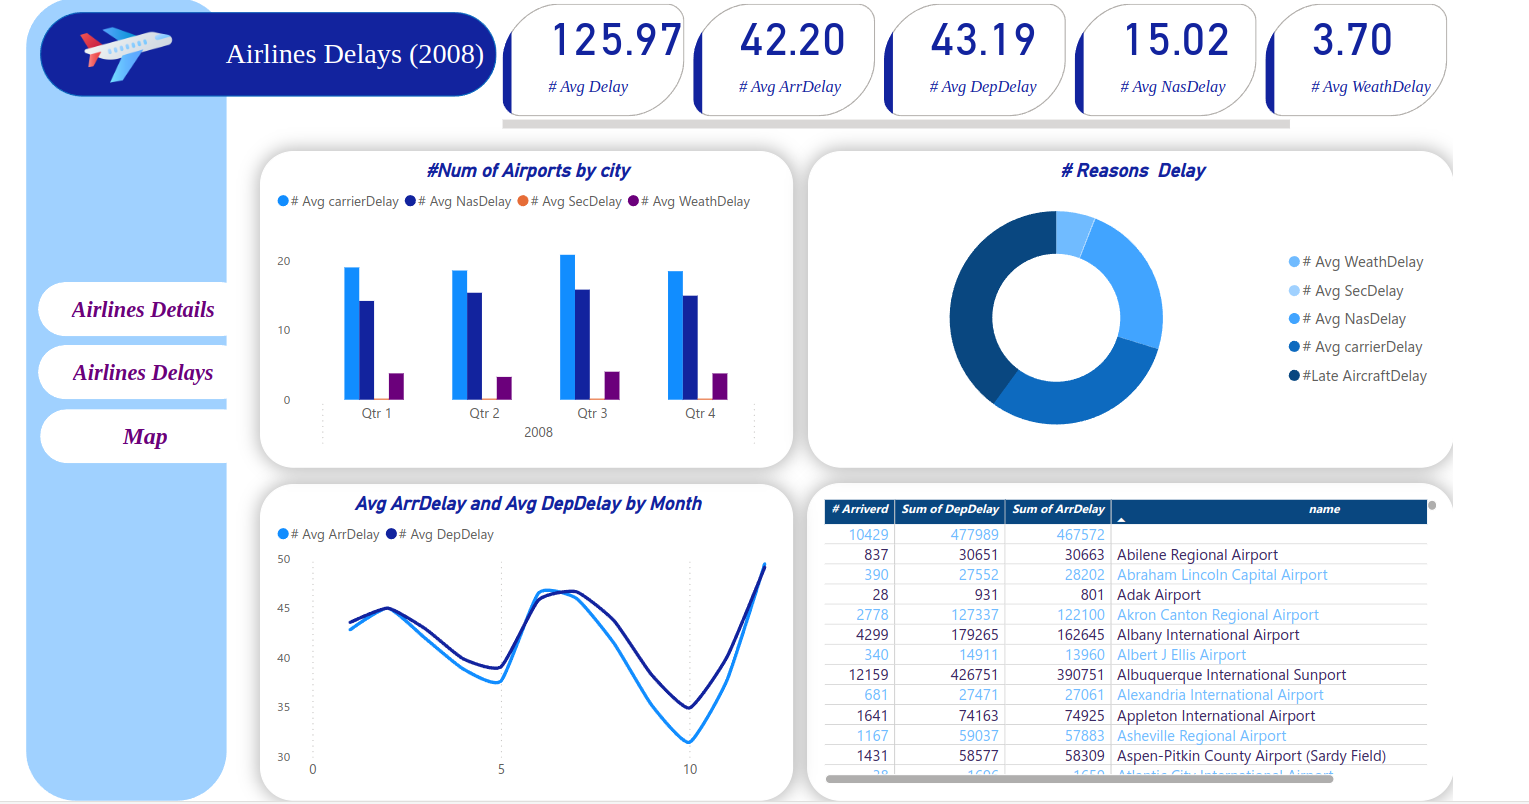 Airlines Delays (2008)
125.97
# Avg Delay
42.20
# Avg ArrDelay
43.19
# Avg DepDelay
15.02
# Avg NasDelay
3.70
# Avg WeathDelay
Airlines Details
Airlines Delays
Map
#Num of Airports by city
# Avg carrierDelay # Avg NasDelay # Avg SecDelay # Avg WeathDelay
20
10
0
Qtr 1 Qtr 2 Qtr 3 Qtr 4
2008
# Reasons Delay
# Avg WeathDelay
# Avg SecDelay
# Avg NasDelay
# Avg carrierDelay
#Late AircraftDelay
Avg ArrDelay and Avg DepDelay by Month
# Avg ArrDelay # Avg DepDelay
50
45
40
35
30
0 5 10
# Arriverd Sum of DepDelay Sum of ArrDelay name
10429 477989 467572
837 30651 30663 Abilene Regional Airport
390 27552 28202 Abraham Lincoln Capital Airport
28 931 801 Adak Airport
2778 127337 122100 Akron Canton Regional Airport
4299 179265 162645 Albany International Airport
340 14911 13960 Albert J Ellis Airport
12159 426751 390751 Albuquerque International Sunport
681 27471 27061 Alexandria International Airport
1641 74163 74925 Appleton International Airport
1167 59037 57883 Asheville Regional Airport
1431 58577 58309 Aspen-Pitkin County Airport (Sardy Field)
Atlantic City International Airport